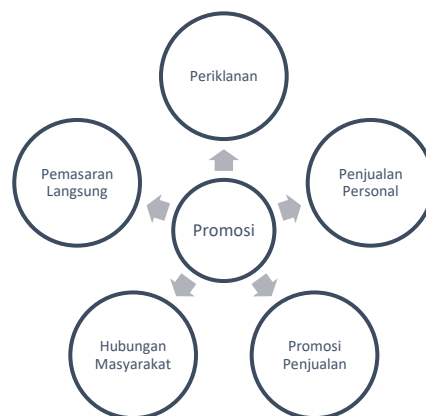 Periklanan
Pemasaran
Langsung
Penjualan
Personal
Promosi
Hubungan
Masyarakat
Promosi
Penjualan